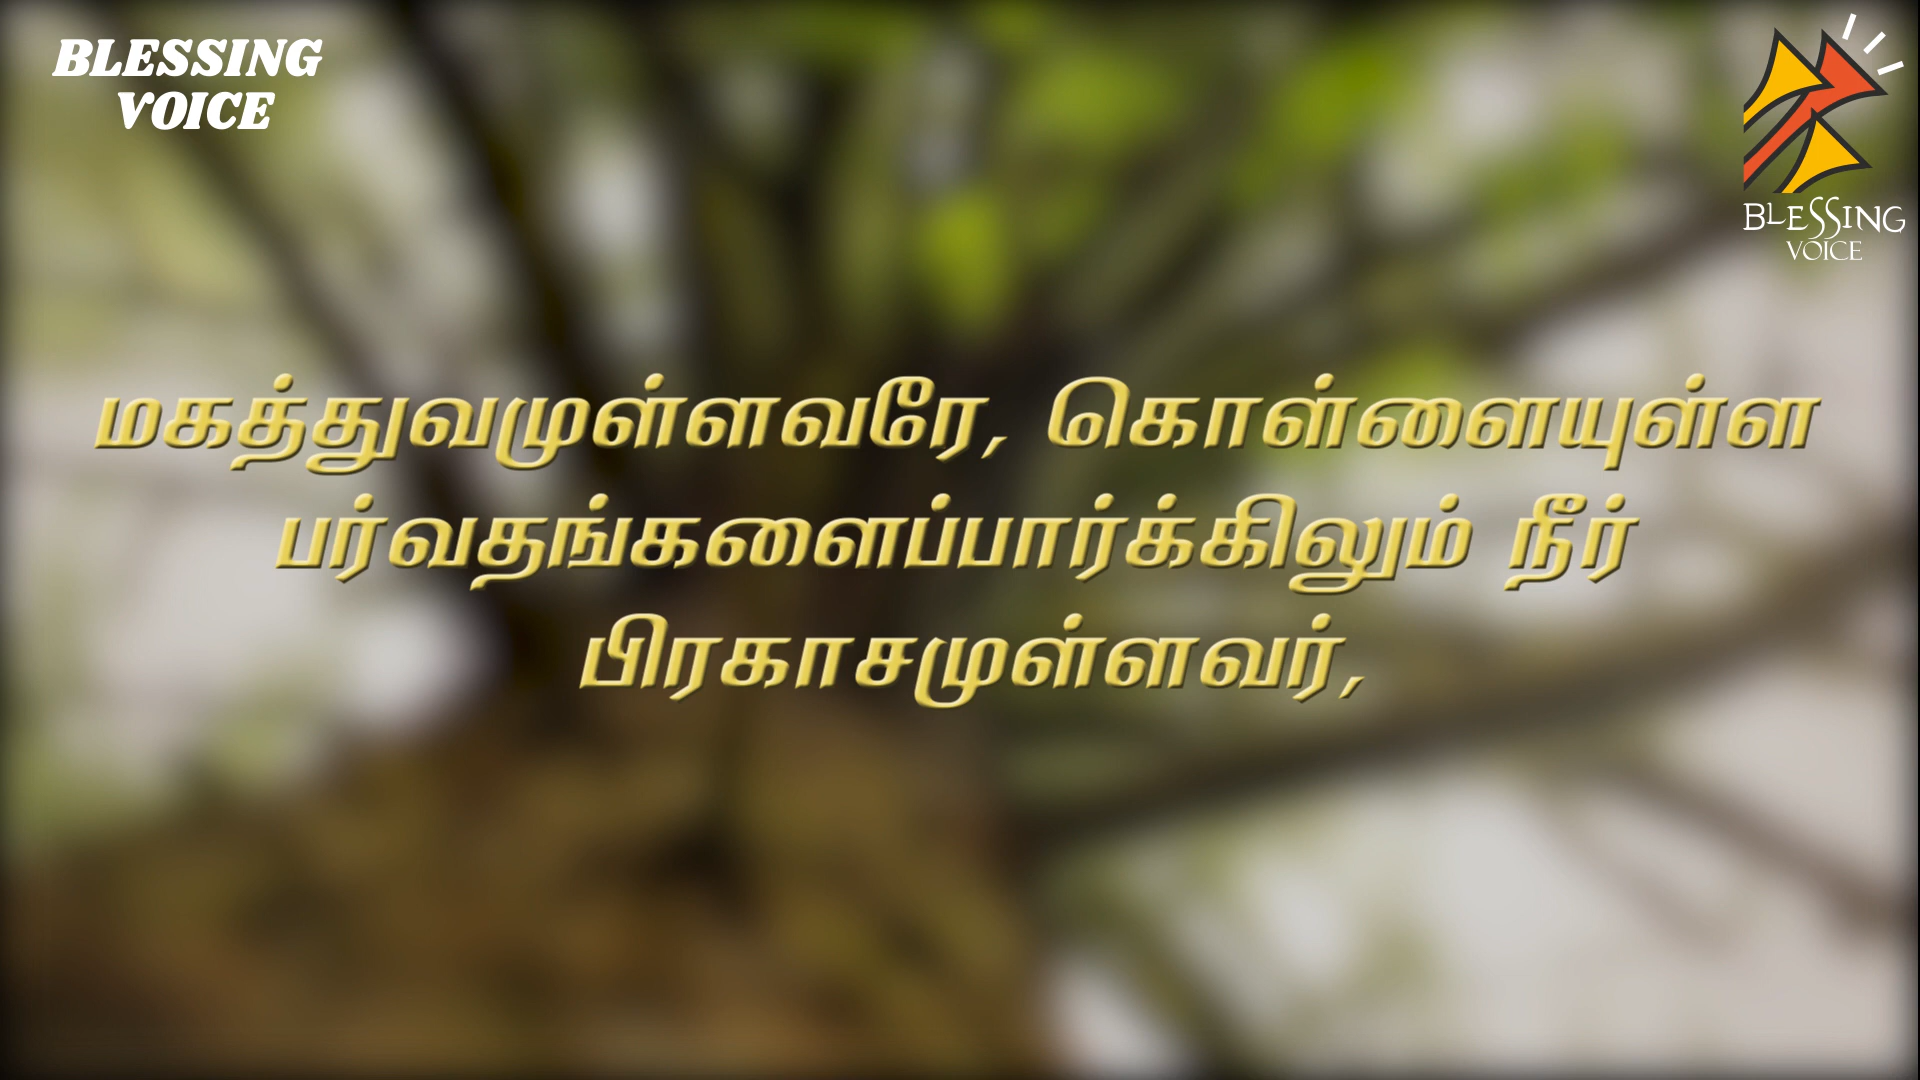 BLESSING
VOICE
BLESSING
VOICE
மகத்துவமுள்ளவரே, கொள்ளையுள்ள
பர்வதங்களைப்பார்க்கிலும் நீர்
பிரகாசமுள்ளவர்,